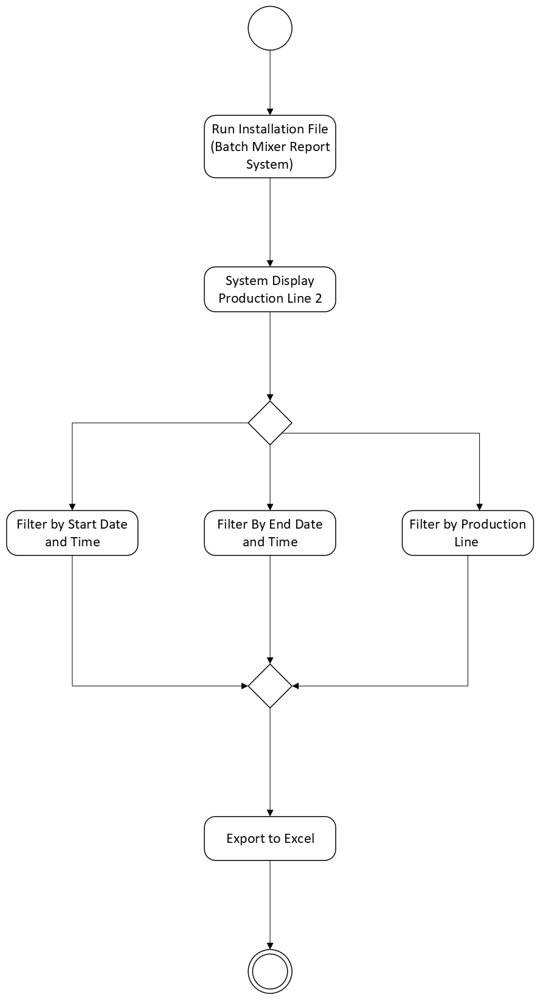 Run Installation File
(Batch Mixer Report
System)
System Display
Production Line 2
Filter by Start Date
and Time
Filter By End Date
and Time
Filter by Production
Line
Export to Excel